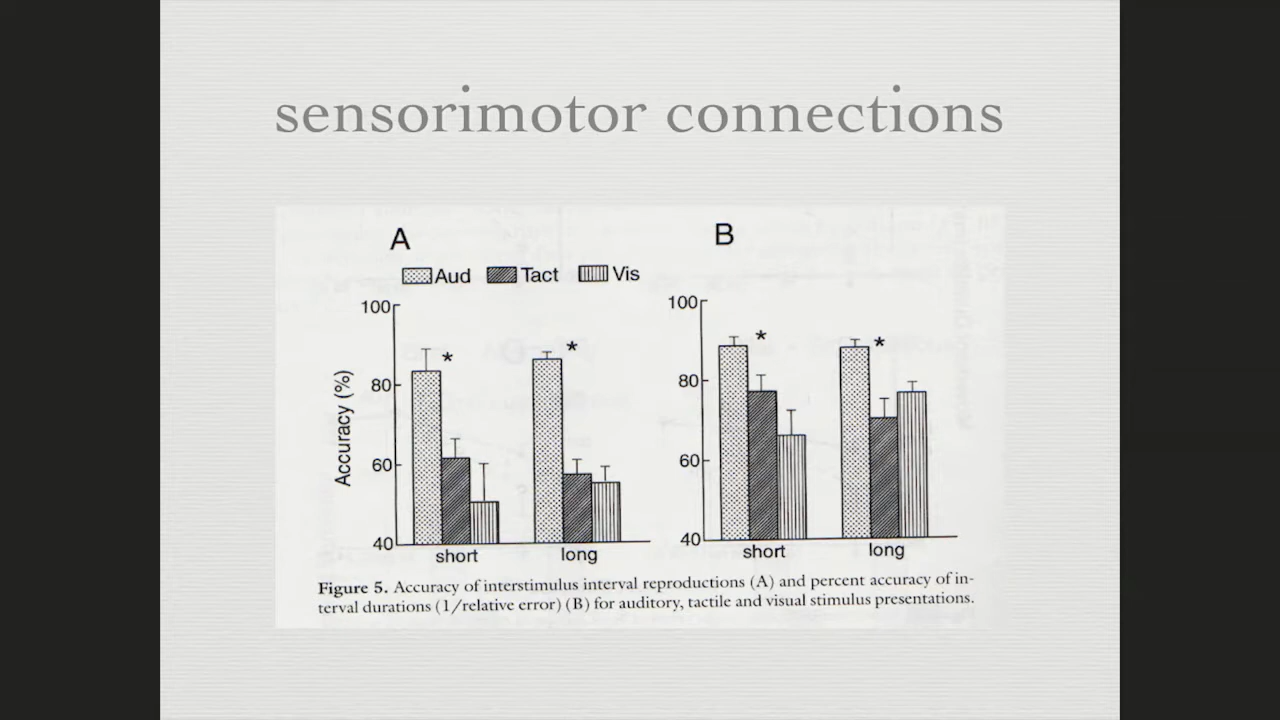 sensorimotor connections
A
B
Aud Tact Vis
Accuracy (%)
100
80
60
40
short long
100
80
60
40
short long
* * * *
Figure 5. Accuracy of interstimulus interval reproductions (A) and percent accuracy of in-
terval durations (1/relative error) (B) for auditory, tactile and visual stimulus presentations.